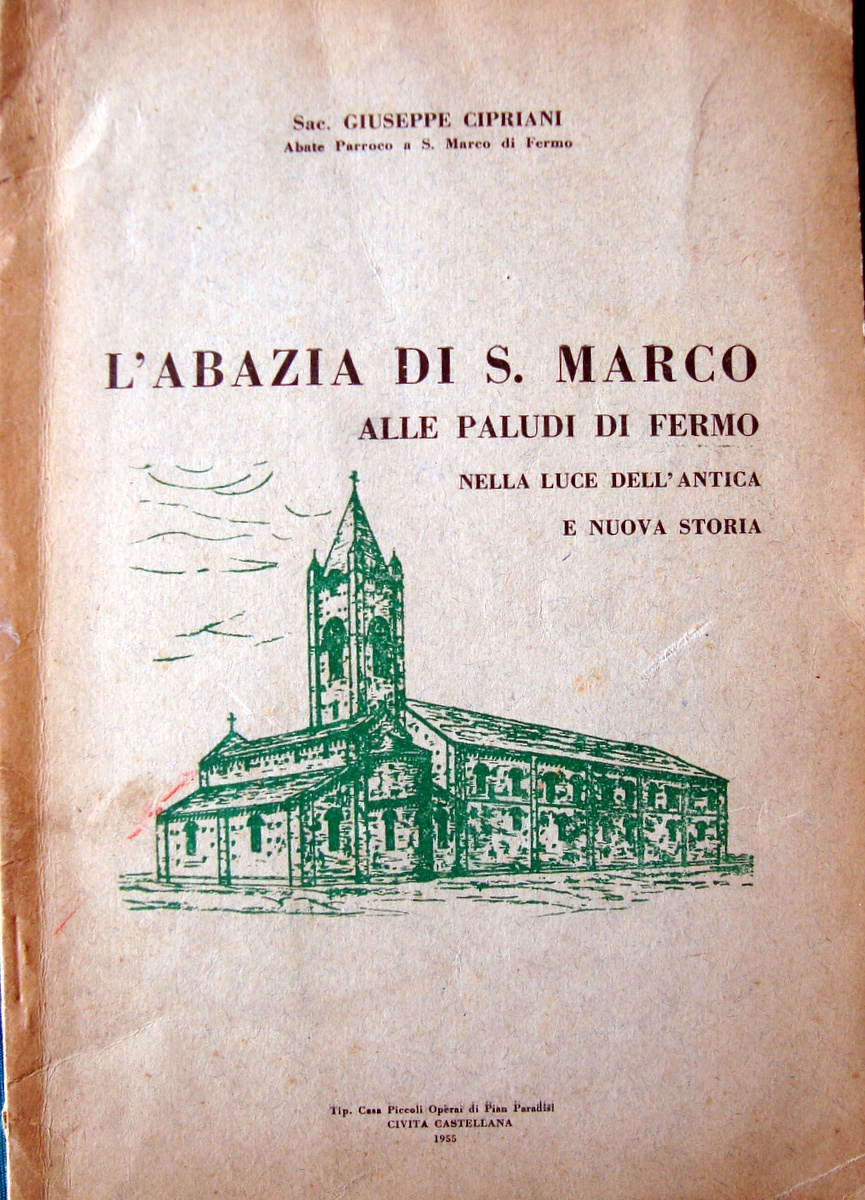 Sac. GIUSEPPE CIPRIANI
Abate Parroco a S. Marco di Fermo
L'ABAZIA DI S. MARCO
ALLE PALUDI DI FERMO
NELLA LUCE DELL'ANTICA
E NUOVA STORIA
Tip. Casa Piccoli Operai di Pian Paradisi
CIVITA CASTELLANA
1955